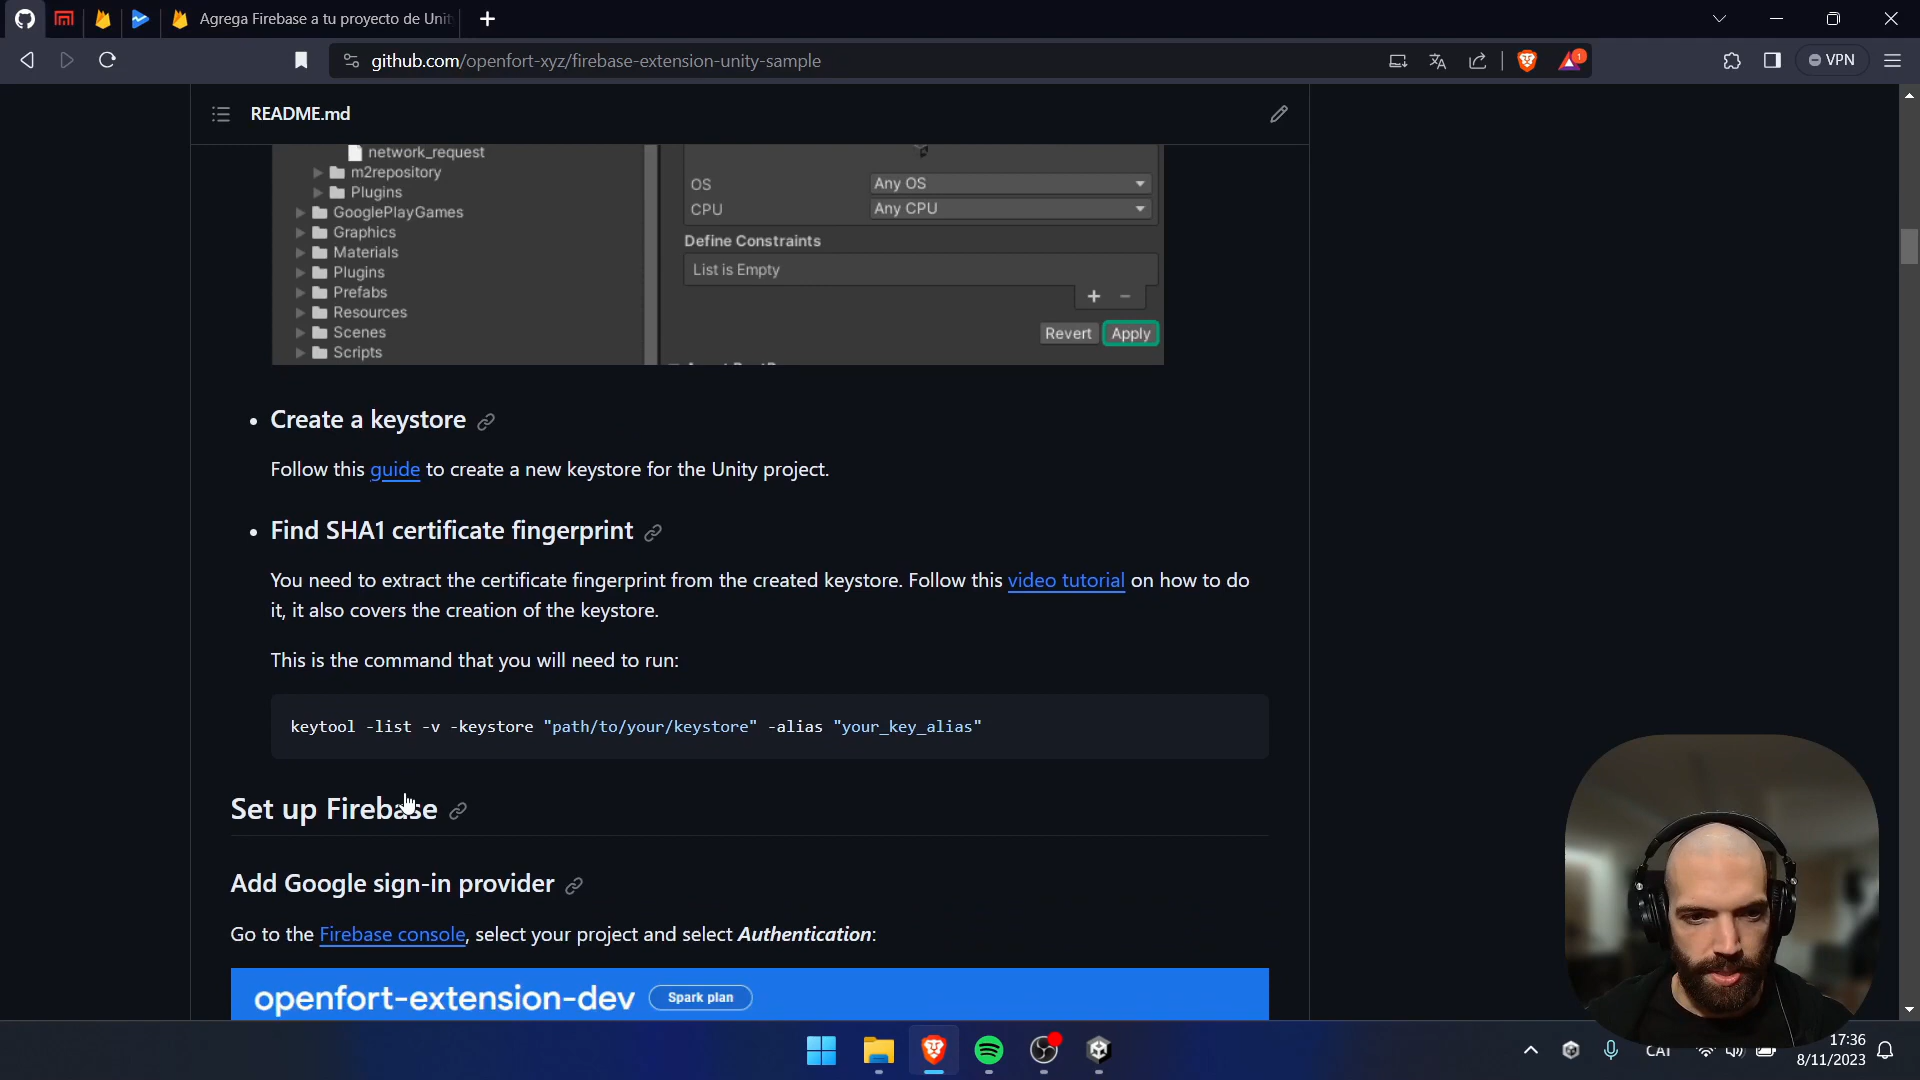 Agrega Firebase a tu proyecto de Unit
github.com/openfort-xyz/firebase-extension-unity-sample
1
VPN
README.md
network_request
m2repository
Plugins
GooglePlayGames
Graphics
Materials
Plugins
Prefabs
Resources
Scenes
Scripts
OS
Any OS
CPU
Any CPU
Define Constraints
List is Empty
Revert
Apply
Create a keystore
Follow this guide to create a new keystore for the Unity project.
Find SHA1 certificate fingerprint
You need to extract the certificate fingerprint from the created keystore. Follow this video tutorial on how to do
it, it also covers the creation of the keystore.
This is the command that you will need to run:
keytool -list -v -keystore "path/to/your/keystore" -alias "your_key_alias"
Set up Firebase
Add Google sign-in provider
Go to the Firebase console, select your project and select Authentication:
openfort-extension-dev
Spark plan
CAT
17:36
8/11/2023